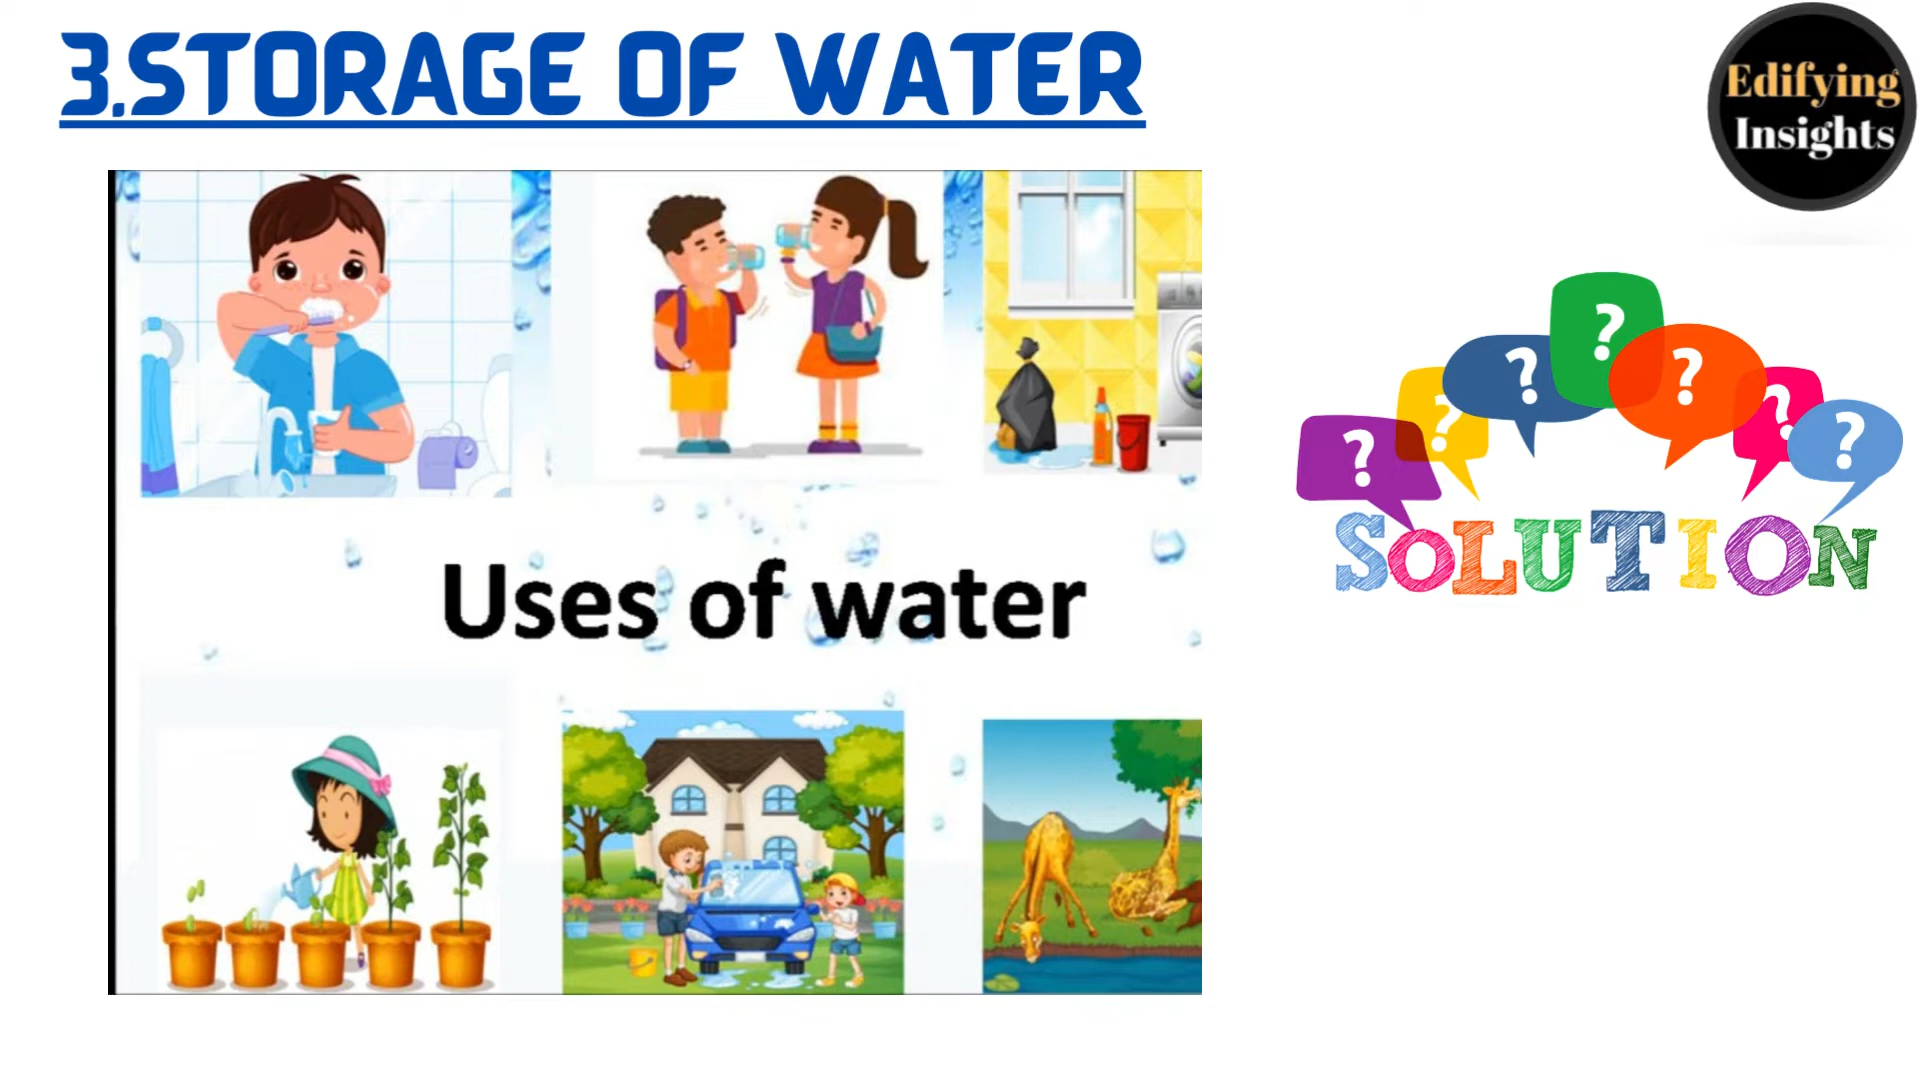 3.STORAGE OF WATER
Edifying
Insights
? ? ? ? ? ? ?
SOLUTION
Uses of water